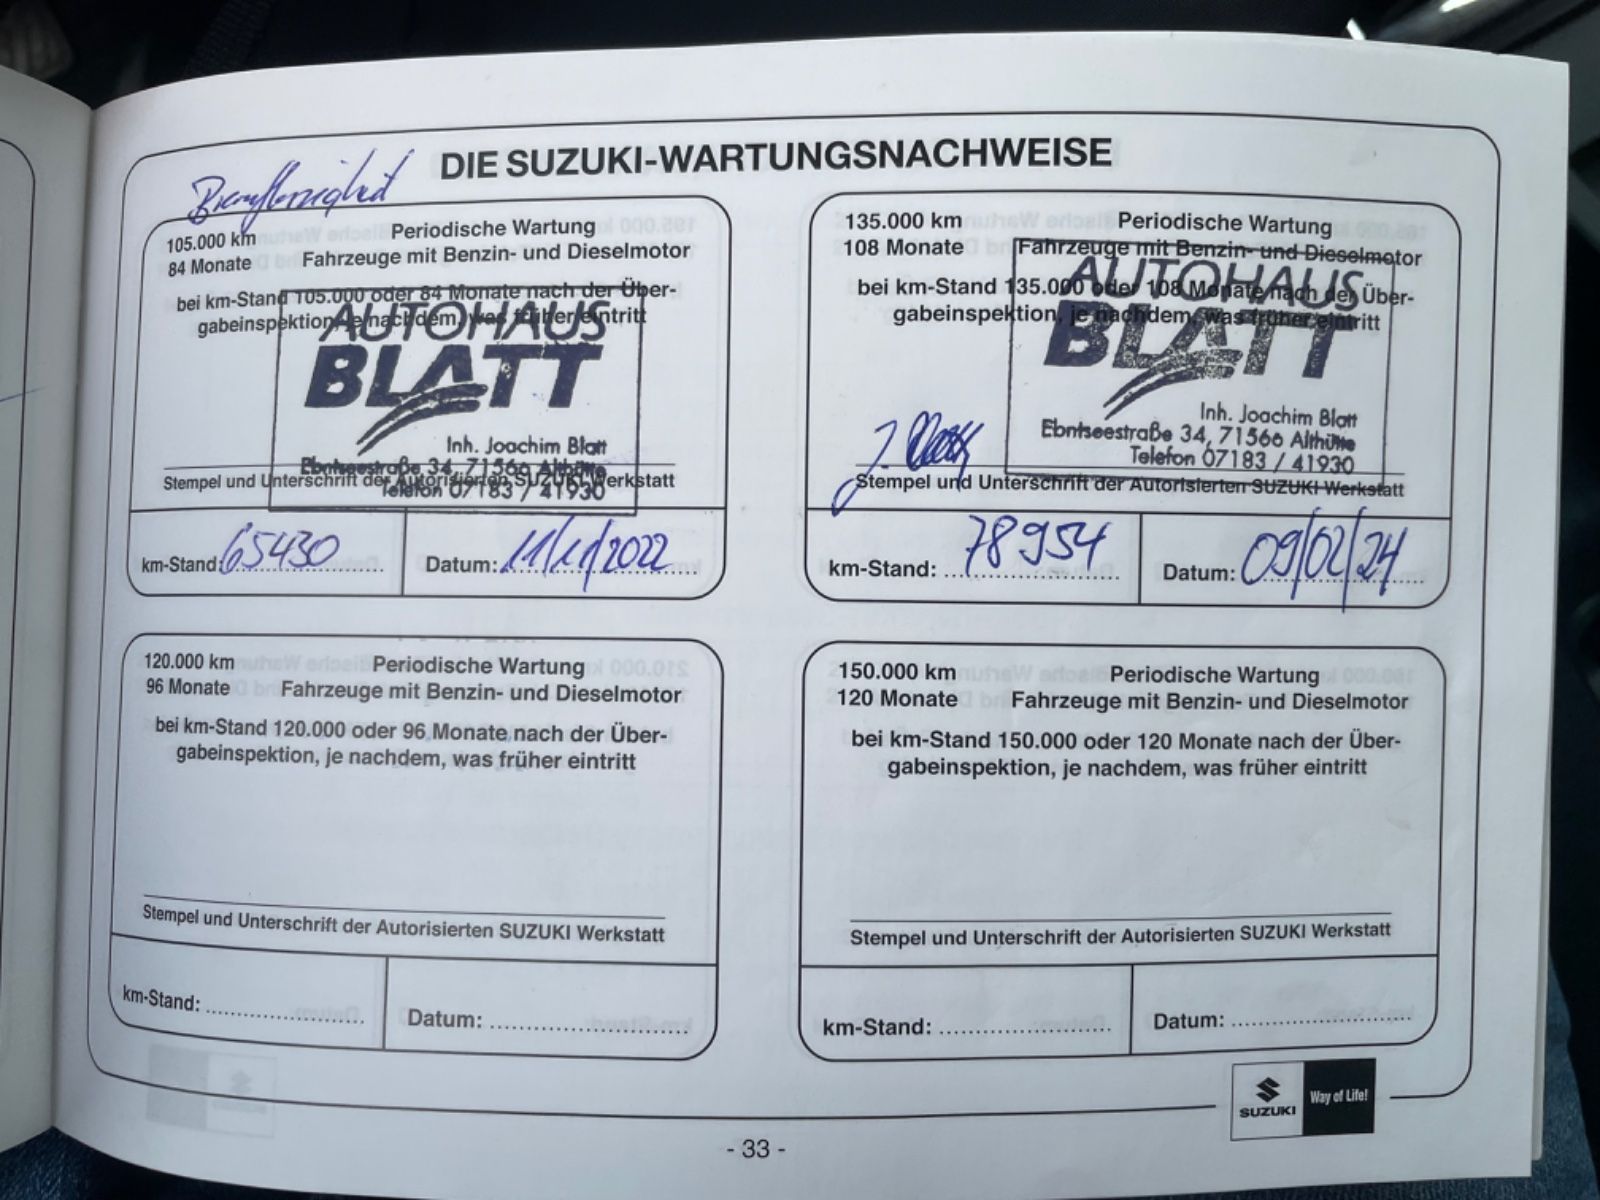 DIE SUZUKI-WARTUNGSNACHWEISE
105.000 km
84 Monate
Periodische Wartung
Fahrzeuge mit Benzin- und Dieselmotor
bei km-Stand 105.000 oder 84 Monate nach der Über-
gabeinspektion, je nachdem, was früher eintritt
AUTOHAUS
BLATT
Inh. Joachim Blatt
Ebniseestraße 34, 71566 Althütte
Telefon 07183 / 41930
Stempel und Unterschrift der Autorisierten SUZUKI Werkstatt
km-Stand: 65430
Datum: 11/11/2022
135.000 km
108 Monate
Periodische Wartung
Fahrzeuge mit Benzin- und Dieselmotor
bei km-Stand 135.000 oder 108 Monate nach der Über-
gabeinspektion, je nachdem, was früher eintritt
AUTOHAUS
BLATT
Inh. Joachim Blatt
Ebniseestraße 34, 71566 Althütte
Telefon 07183 / 41930
Stempel und Unterschrift der Autorisierten SUZUKI Werkstatt
km-Stand: 78954
Datum: 09/02/24
120.000 km
96 Monate
Periodische Wartung
Fahrzeuge mit Benzin- und Dieselmotor
bei km-Stand 120.000 oder 96 Monate nach der Über-
gabeinspektion, je nachdem, was früher eintritt
Stempel und Unterschrift der Autorisierten SUZUKI Werkstatt
km-Stand:
Datum:
150.000 km
120 Monate
Periodische Wartung
Fahrzeuge mit Benzin- und Dieselmotor
bei km-Stand 150.000 oder 120 Monate nach der Über-
gabeinspektion, je nachdem, was früher eintritt
Stempel und Unterschrift der Autorisierten SUZUKI Werkstatt
km-Stand:
Datum:
SUZUKI
Way of Life!
- 33 -